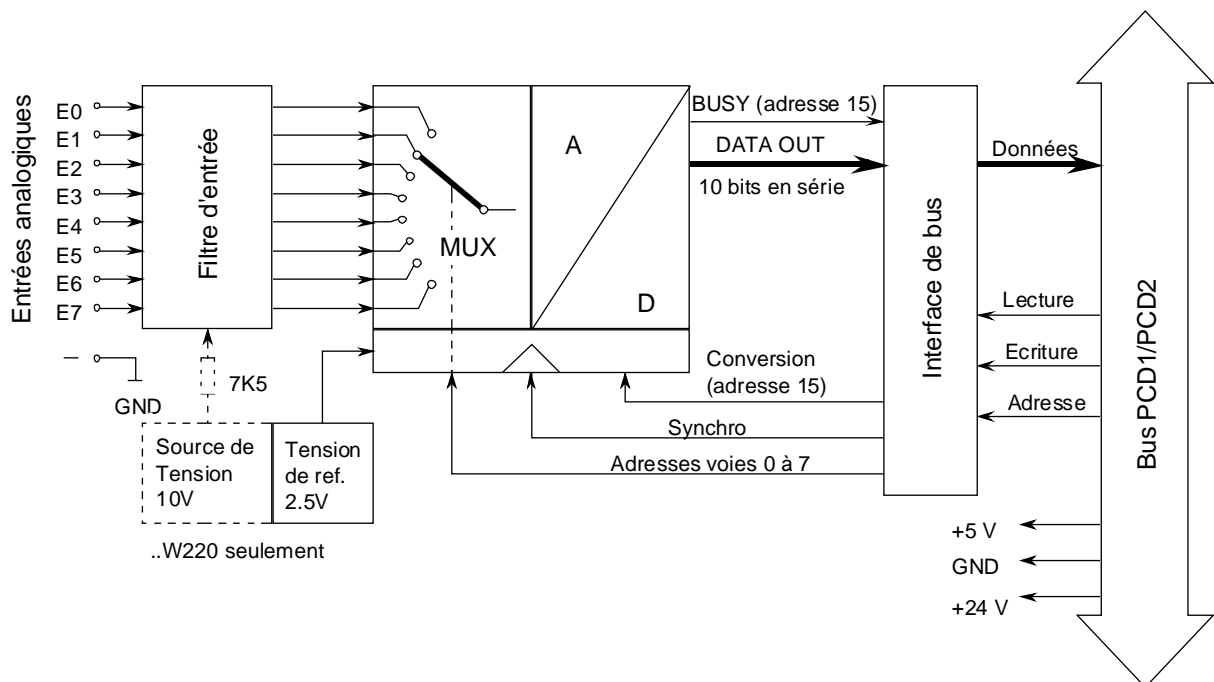 Entrées analogiques
E0
E1
E2
E3
E4
E5
E6
E7
–
GND
Filtre d'entrée
7K5
Source de
Tension
10V
Tension
de ref.
2.5V
..W220 seulement
MUX
A
D
BUSY (adresse 15)
DATA OUT
10 bits en série
Conversion
(adresse 15)
Synchro
Adresses voies 0 à 7
Interface de bus
Données
Lecture
Ecriture
Adresse
+5 V
GND
+24 V
Bus PCD1/PCD2